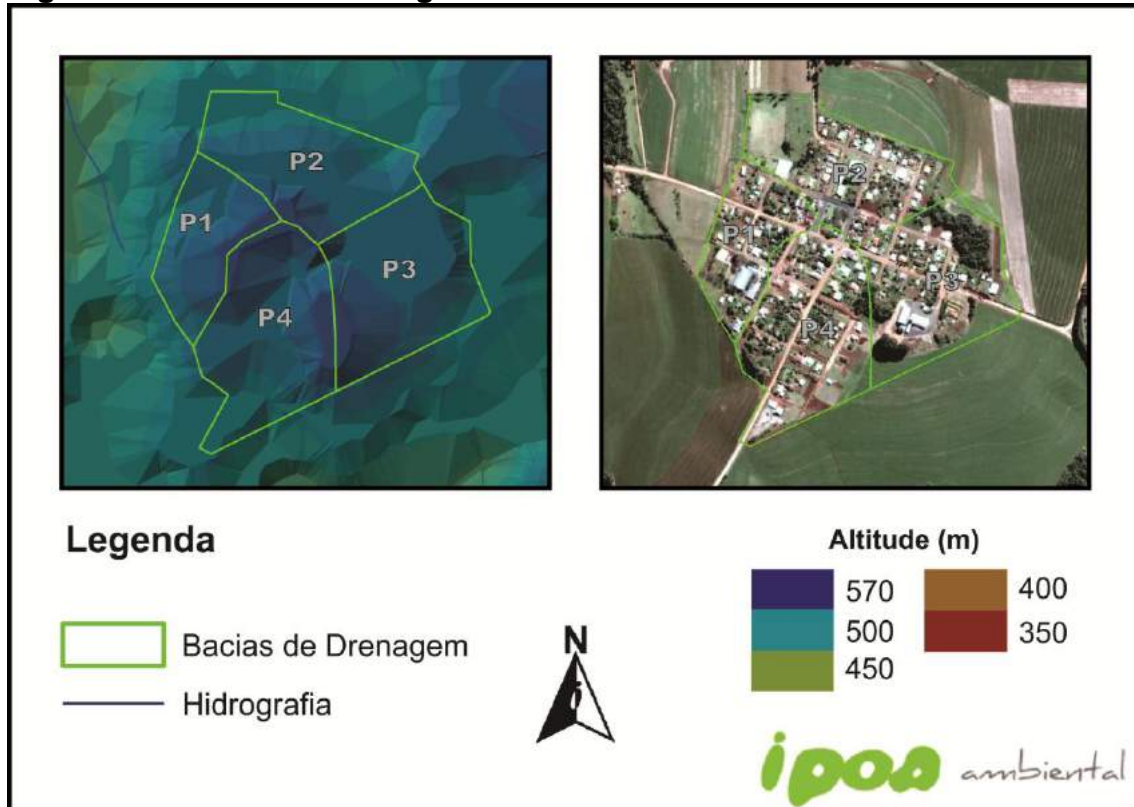 P2
P1
P3
P4
P2
P1
P3
P4
Legenda
Bacias de Drenagem
Hidrografia
N
Altitude (m)
570
500
450
400
350
ipoa ambiental